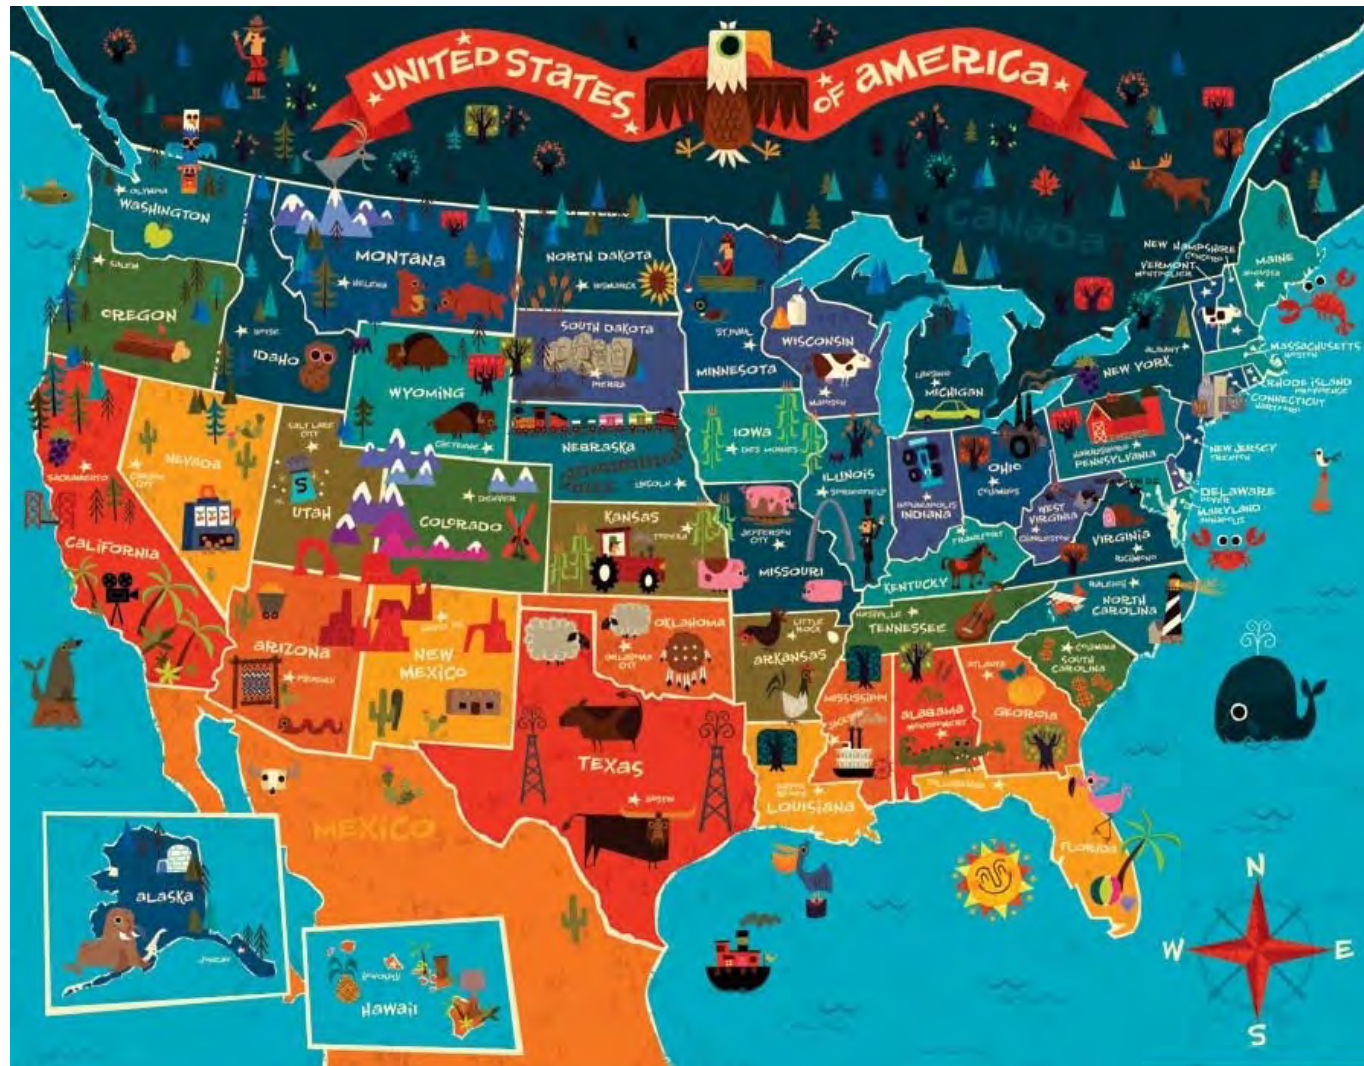 UNITED STATES OF AMERICA
CANADA
OLYMPIA
WASHINGTON
SALEM
OREGON
BOISE
IDAHO
MONTANA
HELENA
NORTH DAKOTA
BISMARCK
SOUTH DAKOTA
PIERRE
ST. PAUL
MINNESOTA
WISCONSIN
MADISON
LANSING
MICHIGAN
NEW HAMPSHIRE
CONCORD
VERMONT
MONTPELIER
MAINE
AUGUSTA
ALBANY
NEW YORK
MASSACHUSETTS
BOSTON
RHODE ISLAND
PROVIDENCE
CONNECTICUT
HARTFORD
WYOMING
CHEYENNE
NEBRASKA
LINCOLN
IOWA
DES MOINES
ILLINOIS
SPRINGFIELD
INDIANAPOLIS
INDIANA
OHIO
COLUMBUS
HARRISBURG
PENNSYLVANIA
NEW JERSEY
TRENTON
DELAWARE
DOVER
MARYLAND
ANNAPOLIS
WEST
VIRGINIA
CHARLESTON
VIRGINIA
RICHMOND
SACRAMENTO
CALIFORNIA
CARSON
CITY
NEVADA
SALT LAKE
CITY
S
UTAH
DENVER
COLORADO
KANSAS
TOPEKA
JEFFERSON
CITY
MISSOURI
FRANKFORT
KENTUCKY
NASHVILLE
TENNESSEE
RALEIGH
NORTH
CAROLINA
COLUMBIA
SOUTH
CAROLINA
ARIZONA
PHOENIX
SANTA FE
NEW
MEXICO
OKLAHOMA
OKLAHOMA
CITY
LITTLE
ROCK
ARKANSAS
MISSISSIPPI
JACKSON
ALABAMA
MONTGOMERY
ATLANTA
GEORGIA
TEXAS
AUSTIN
BATON
ROUGE
LOUISIANA
TALLAHASSEE
FLORIDA
MEXICO
ALASKA
JUNEAU
HONOLULU
HAWAII
N
W
E
S